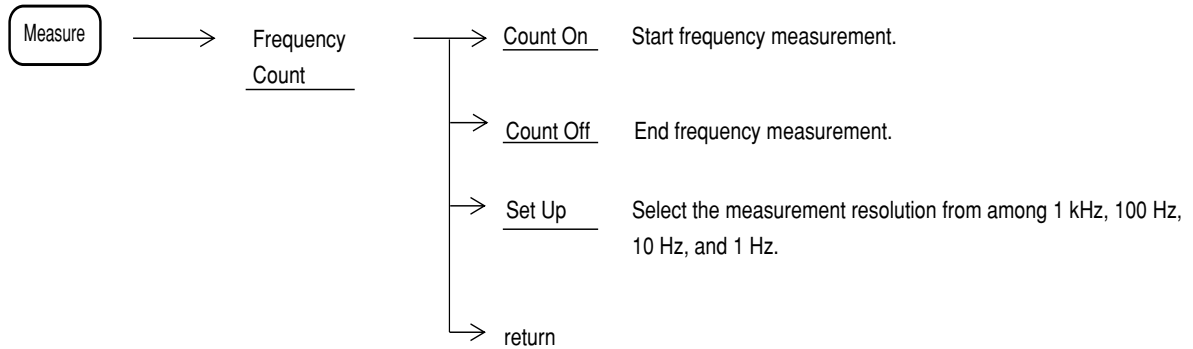 Measure
Frequency
Count
Count On Start frequency measurement.
Count Off End frequency measurement.
Set Up Select the measurement resolution from among 1 kHz, 100 Hz,
10 Hz, and 1 Hz.
return